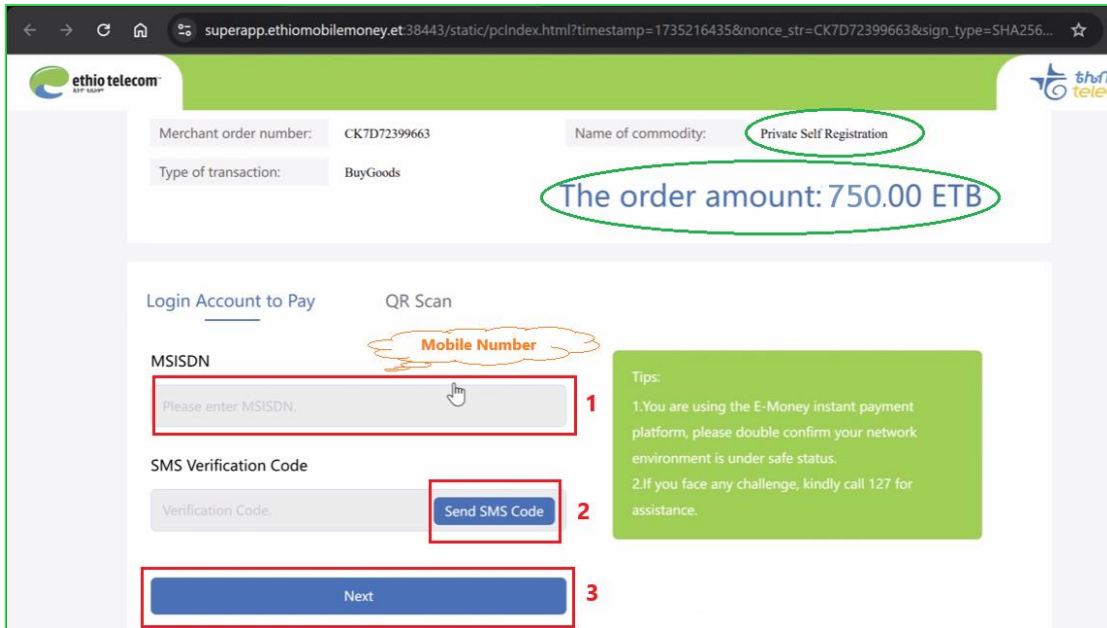 superapp.ethiomobilemoney.et:38443/static/pcIndex.html?timestamp=1735216435&nonce_str=CK7D72399663&sign_type=SHA256...
ethio telecom
tele
Merchant order number: CK7D72399663 Name of commodity: Private Self Registration
Type of transaction: BuyGoods
The order amount: 750.00 ETB
Login Account to Pay QR Scan
Mobile Number
MSISDN
Please enter MSISDN. 1
SMS Verification Code
Verification Code. Send SMS Code 2
Next 3
Tips:
1.You are using the E-Money instant payment
platform, please double confirm your network
environment is under safe status.
2.If you face any challenge, kindly call 127 for
assistance.